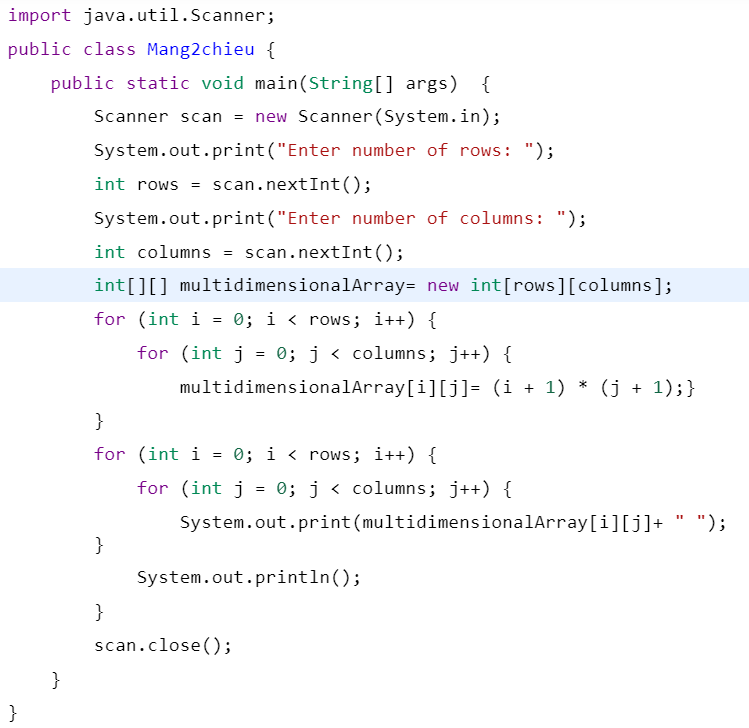 import java.util.Scanner;
public class Mang2chieu {
    public static void main(String[] args)  {
        Scanner scan = new Scanner(System.in);
        System.out.print("Enter number of rows: ");
        int rows = scan.nextInt();
        System.out.print("Enter number of columns: ");
        int columns = scan.nextInt();
        int[][] multidimensionalArray= new int[rows][columns];
        for (int i = 0; i < rows; i++) {
            for (int j = 0; j < columns; j++) {
                multidimensionalArray[i][j]= (i + 1) * (j + 1);}
        }
        for (int i = 0; i < rows; i++) {
            for (int j = 0; j < columns; j++) {
                System.out.print(multidimensionalArray[i][j]+ " ");
        }
            System.out.println();
        }
        scan.close();
    }
}